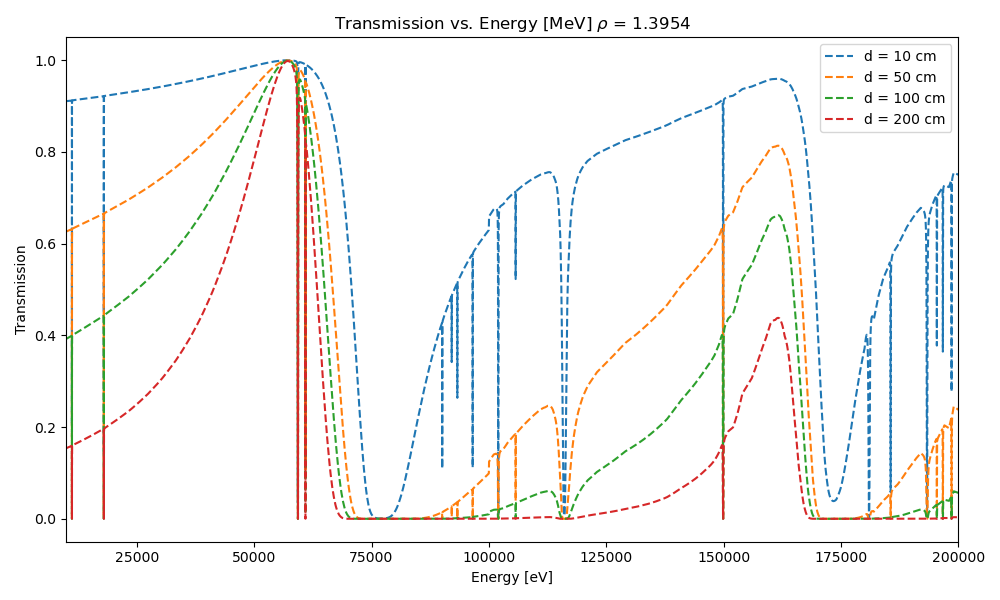 Transmission vs. Energy [MeV] ρ = 1.3954
Transmission
1.0
0.8
0.6
0.4
0.2
0.0
d = 10 cm
d = 50 cm
d = 100 cm
d = 200 cm
25000 50000 75000 100000 125000 150000 175000 200000
Energy [eV]